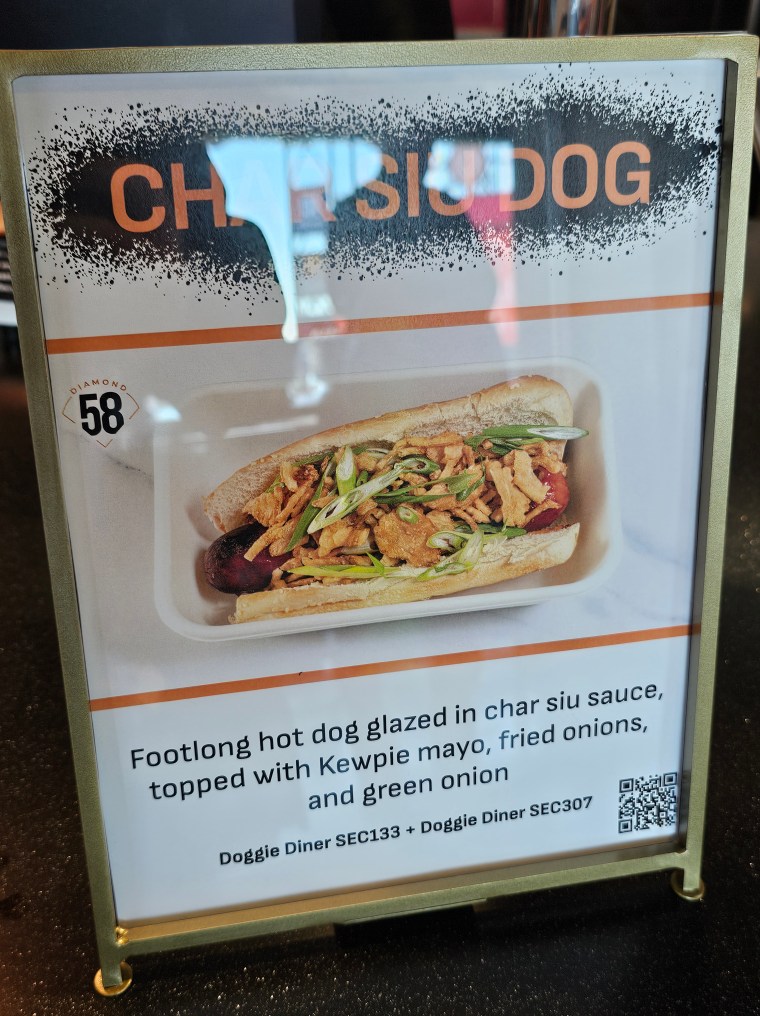 CHAR SIU DOG
DIAMOND
58
Footlong hot dog glazed in char siu sauce,
topped with Kewpie mayo, fried onions,
and green onion
Doggie Diner SEC133 + Doggie Diner SEC307